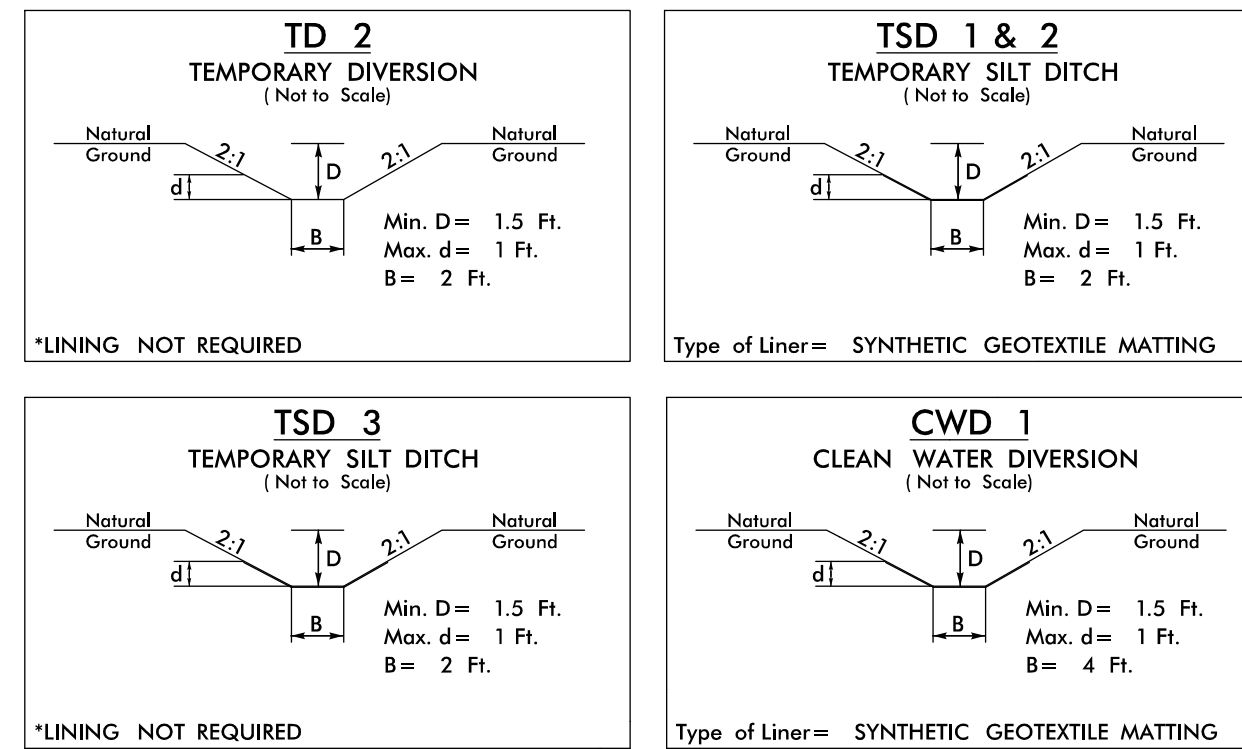 TD 2
TEMPORARY DIVERSION
( Not to Scale)
Natural
Ground
2:1
D
2:1
Natural
Ground
d
B
Min. D= 1.5 Ft.
Max. d= 1 Ft.
B= 2 Ft.
*LINING NOT REQUIRED
TSD 1 & 2
TEMPORARY SILT DITCH
( Not to Scale)
Natural
Ground
2:1
D
2:1
Natural
Ground
d
B
Min. D= 1.5 Ft.
Max. d= 1 Ft.
B= 2 Ft.
Type of Liner= SYNTHETIC GEOTEXTILE MATTING
TSD 3
TEMPORARY SILT DITCH
( Not to Scale)
Natural
Ground
2:1
D
2:1
Natural
Ground
d
B
Min. D= 1.5 Ft.
Max. d= 1 Ft.
B= 2 Ft.
*LINING NOT REQUIRED
CWD 1
CLEAN WATER DIVERSION
( Not to Scale)
Natural
Ground
2:1
D
2:1
Natural
Ground
d
B
Min. D= 1.5 Ft.
Max. d= 1 Ft.
B= 4 Ft.
Type of Liner= SYNTHETIC GEOTEXTILE MATTING